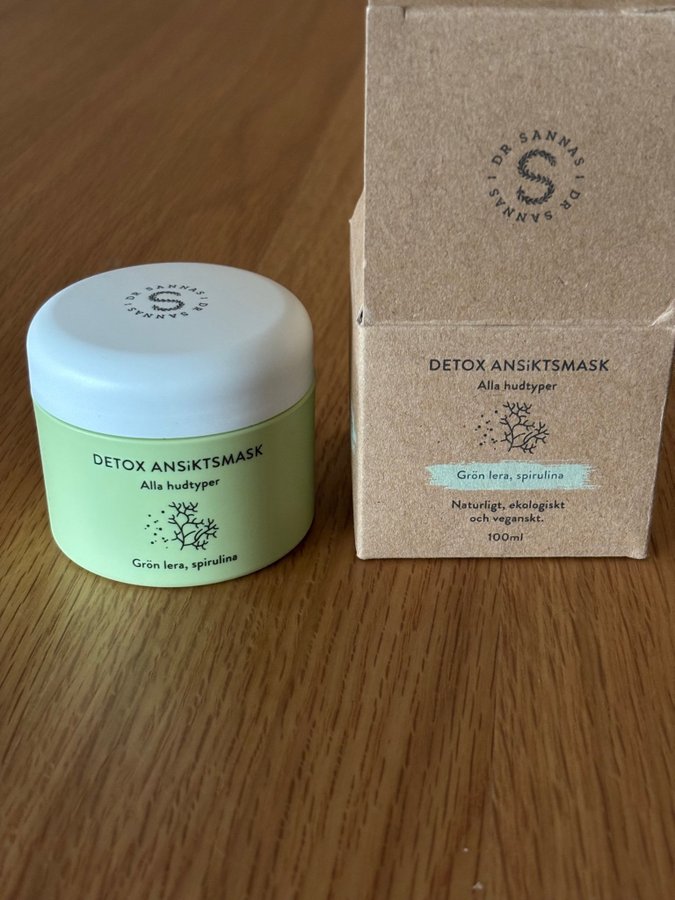 DR SANNAS | DR SANNAS |
S
DETOX ANSiKTSMASK
Alla hudtyper
Grön lera, spirulina
DR SANNAS | DR SANNAS |
S
DETOX ANSiKTSMASK
Alla hudtyper
Grön lera, spirulina
Naturligt, ekologiskt
och veganskt.
100ml